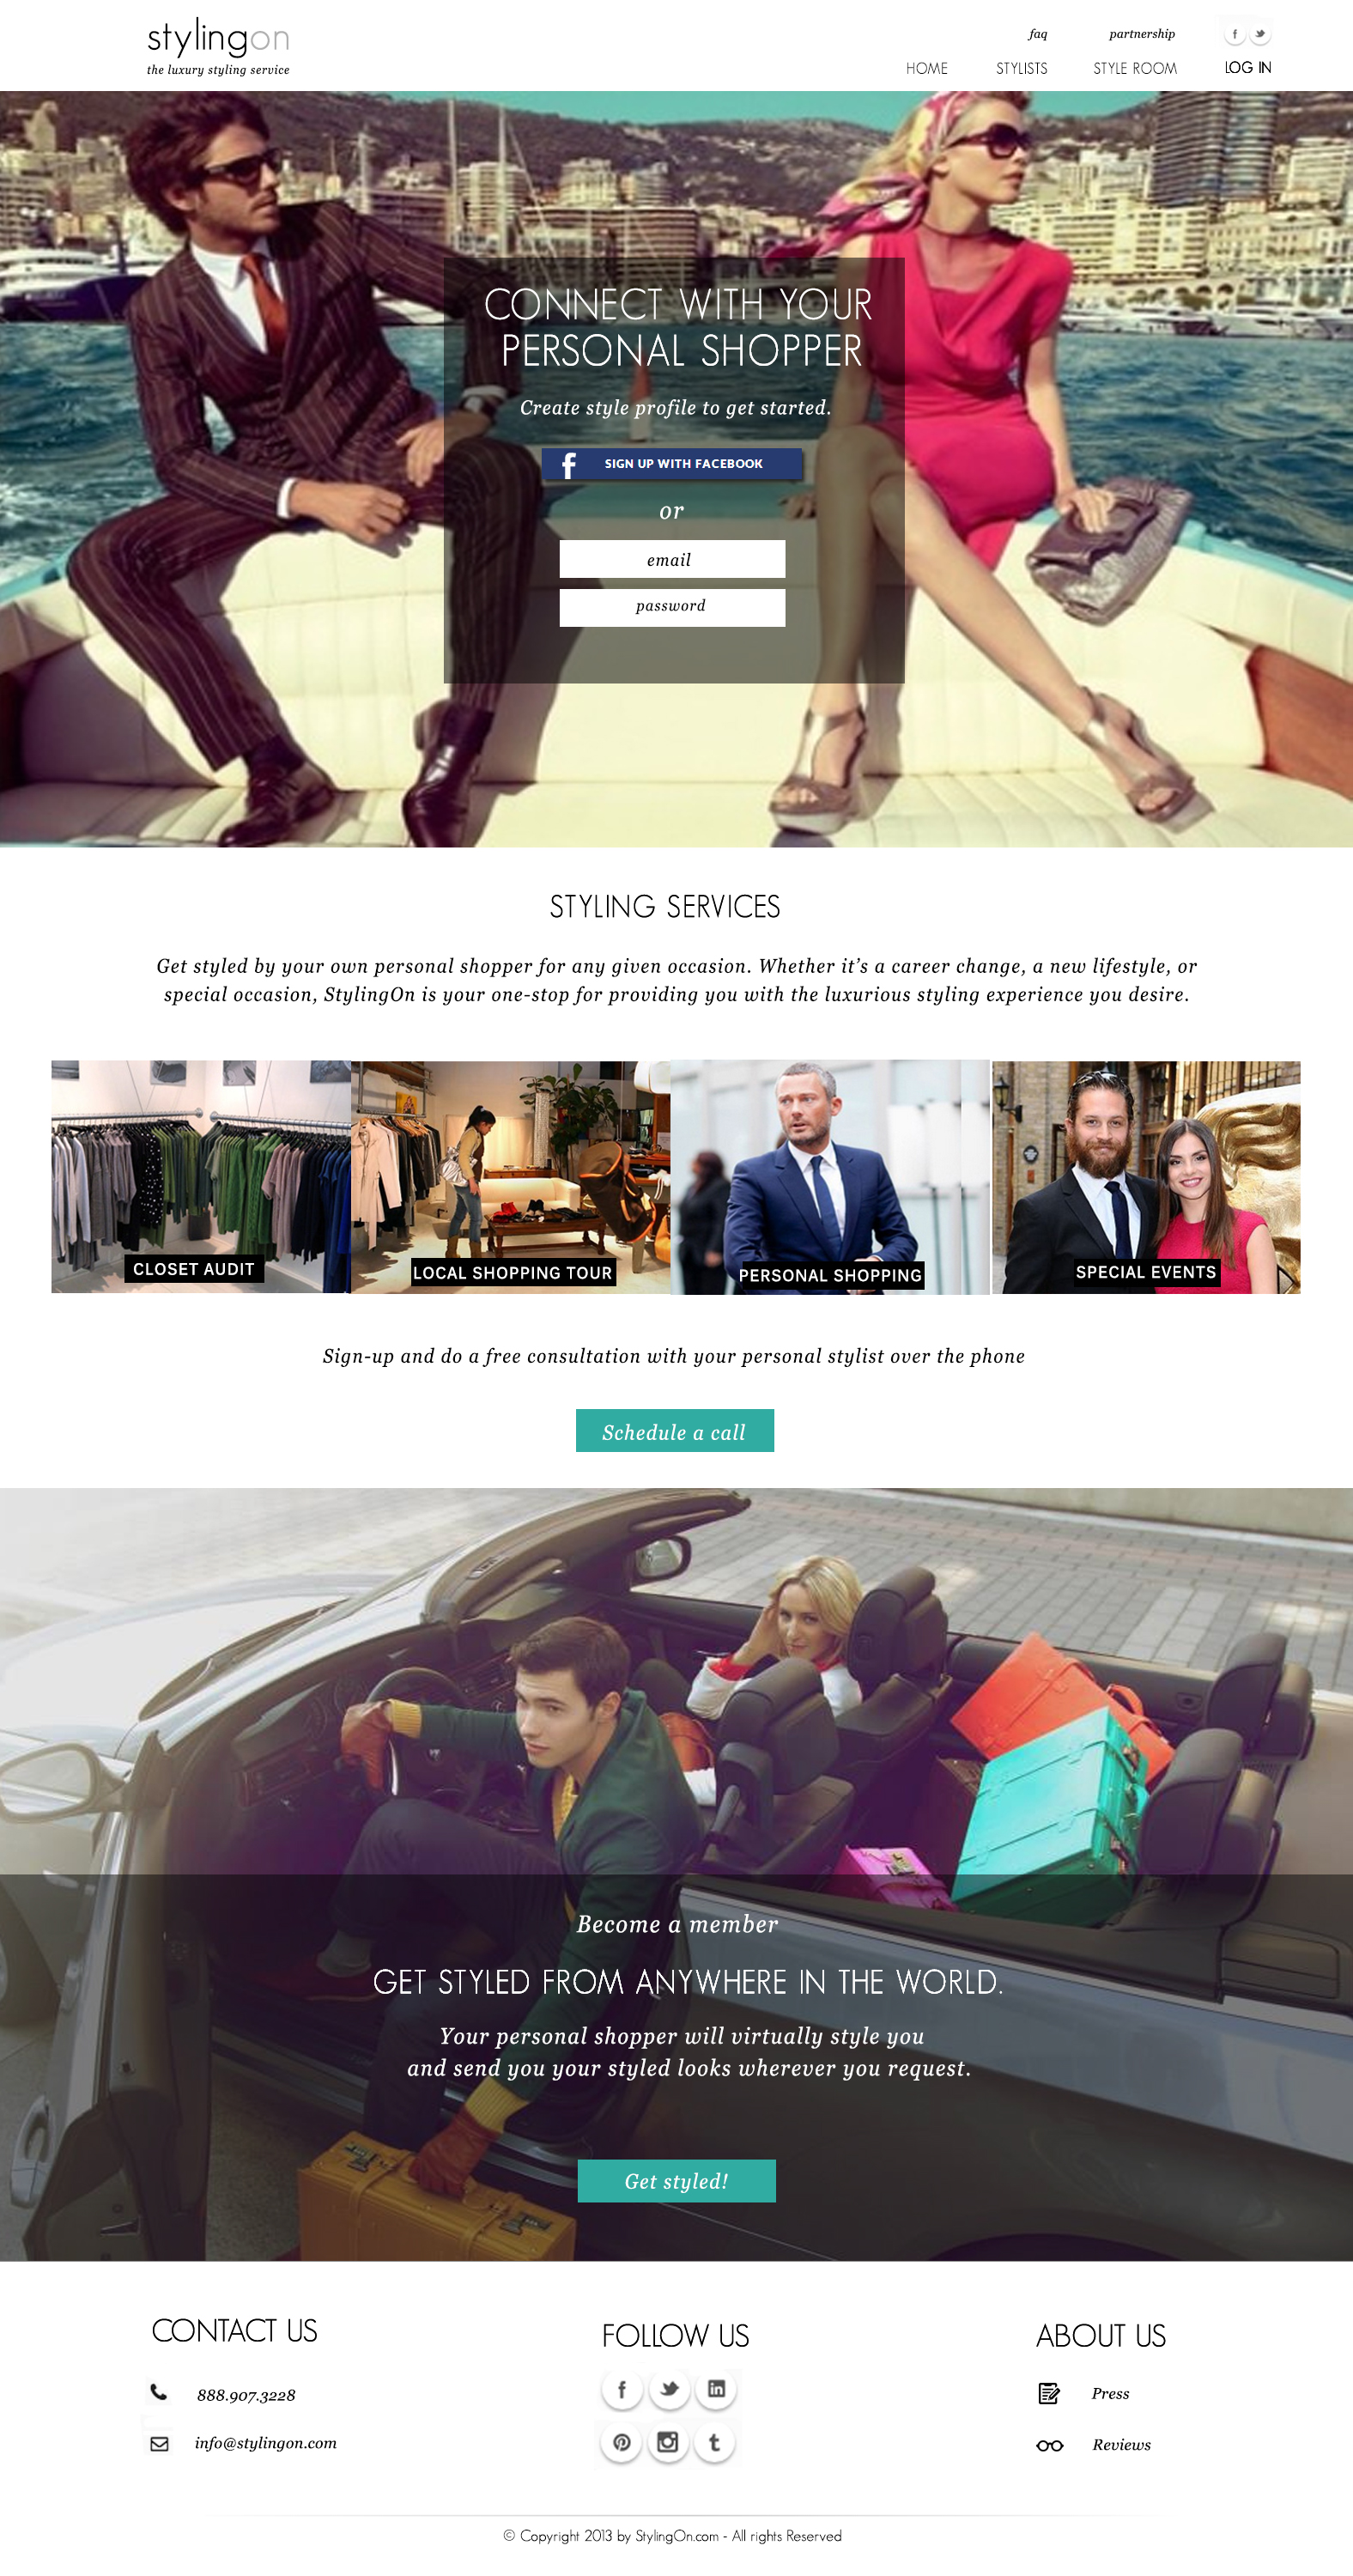 stylingon
the luxury styling service
faq
partnership
HOME
STYLISTS
STYLE ROOM
LOG IN
CONNECT WITH YOUR
PERSONAL SHOPPER
Create style profile to get started.
SIGN UP WITH FACEBOOK
or
email
password
STYLING SERVICES
Get styled by your own personal shopper for any given occasion. Whether it’s a career change, a new lifestyle, or
special occasion, StylingOn is your one-stop for providing you with the luxurious styling experience you desire.
CLOSET AUDIT
LOCAL SHOPPING TOUR
PERSONAL SHOPPING
SPECIAL EVENTS
Sign-up and do a free consultation with your personal stylist over the phone
Schedule a call
Become a member
GET STYLED FROM ANYWHERE IN THE WORLD.
Your personal shopper will virtually style you
and send you your styled looks wherever you request.
Get styled!
CONTACT US
888.907.3228
info@stylingon.com
FOLLOW US
ABOUT US
Press
Reviews
© Copyright 2013 by StylingOn.com - All rights Reserved